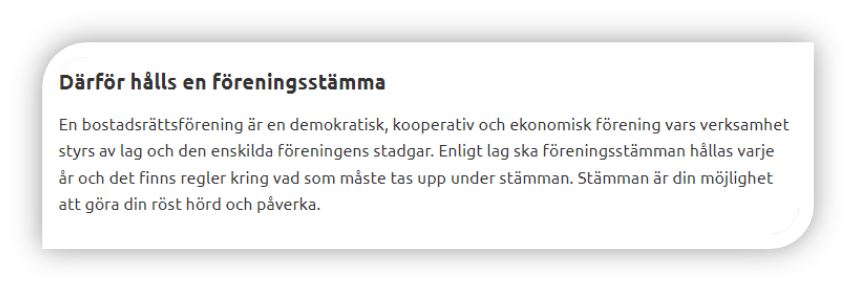 Därför hålls en föreningsstämma
En bostadsrättsförening är en demokratisk, kooperativ och ekonomisk förening vars verksamhet
styrs av lag och den enskilda föreningens stadgar. Enligt lag ska föreningsstämman hållas varje
år och det finns regler kring vad som måste tas upp under stämman. Stämman är din möjlighet
att göra din röst hörd och påverka.